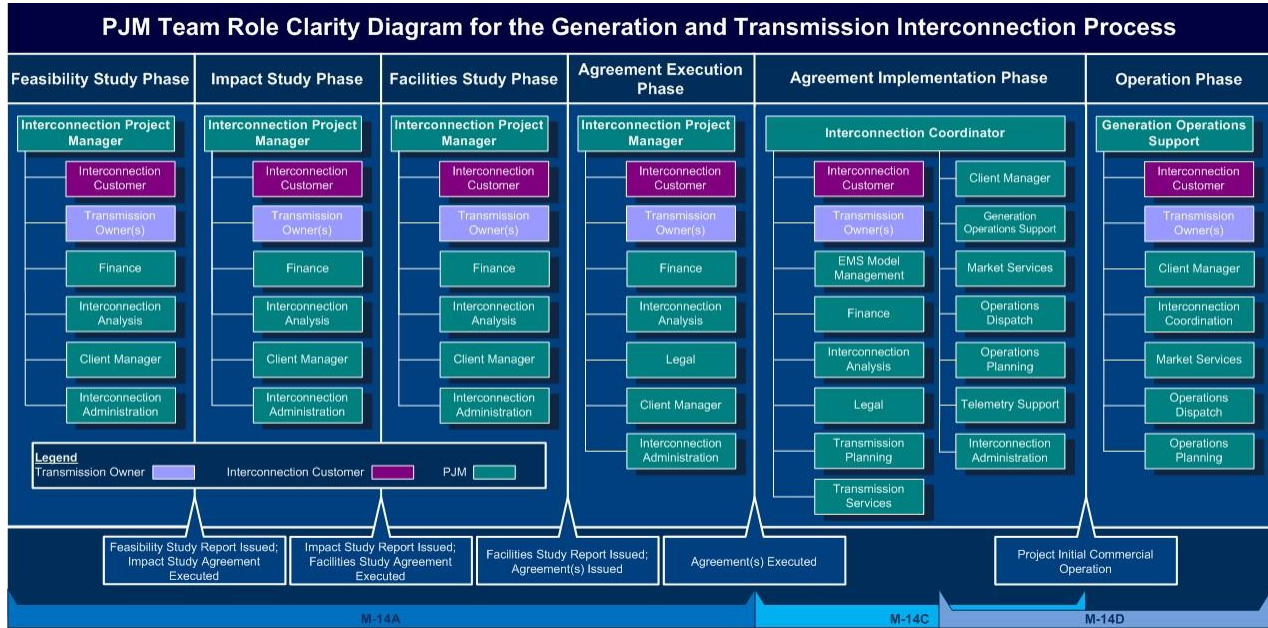 PJM Team Role Clarity Diagram for the Generation and Transmission Interconnection Process
Feasibility Study Phase
Impact Study Phase
Facilities Study Phase
Agreement Execution
Phase
Agreement Implementation Phase
Operation Phase
Interconnection Project
Manager
Interconnection
Customer
Transmission
Owner(s)
Finance
Interconnection
Analysis
Client Manager
Interconnection
Administration
Interconnection Project
Manager
Interconnection
Customer
Transmission
Owner(s)
Finance
Interconnection
Analysis
Client Manager
Interconnection
Administration
Interconnection Project
Manager
Interconnection
Customer
Transmission
Owner(s)
Finance
Interconnection
Analysis
Client Manager
Interconnection
Administration
Interconnection Project
Manager
Interconnection
Customer
Transmission
Owner(s)
Finance
Interconnection
Analysis
Legal
Client Manager
Interconnection
Administration
Interconnection Coordinator
Interconnection
Customer
Transmission
Owner(s)
EMS Model
Management
Finance
Interconnection
Analysis
Legal
Transmission
Planning
Transmission
Services
Client Manager
Generation
Operations Support
Market Services
Operations
Dispatch
Operations
Planning
Telemetry Support
Interconnection
Administration
Generation Operations
Support
Interconnection
Customer
Transmission
Owner(s)
Client Manager
Interconnection
Coordination
Market Services
Operations
Dispatch
Operations
Planning
Legend
Transmission Owner
Interconnection Customer
PJM
Feasibility Study Report Issued;
Impact Study Agreement
Executed
Impact Study Report Issued;
Facilities Study Agreement
Executed
Facilities Study Report Issued;
Agreement(s) Issued
Agreement(s) Executed
Project Initial Commercial
Operation
M-14A
M-14C
M-14D